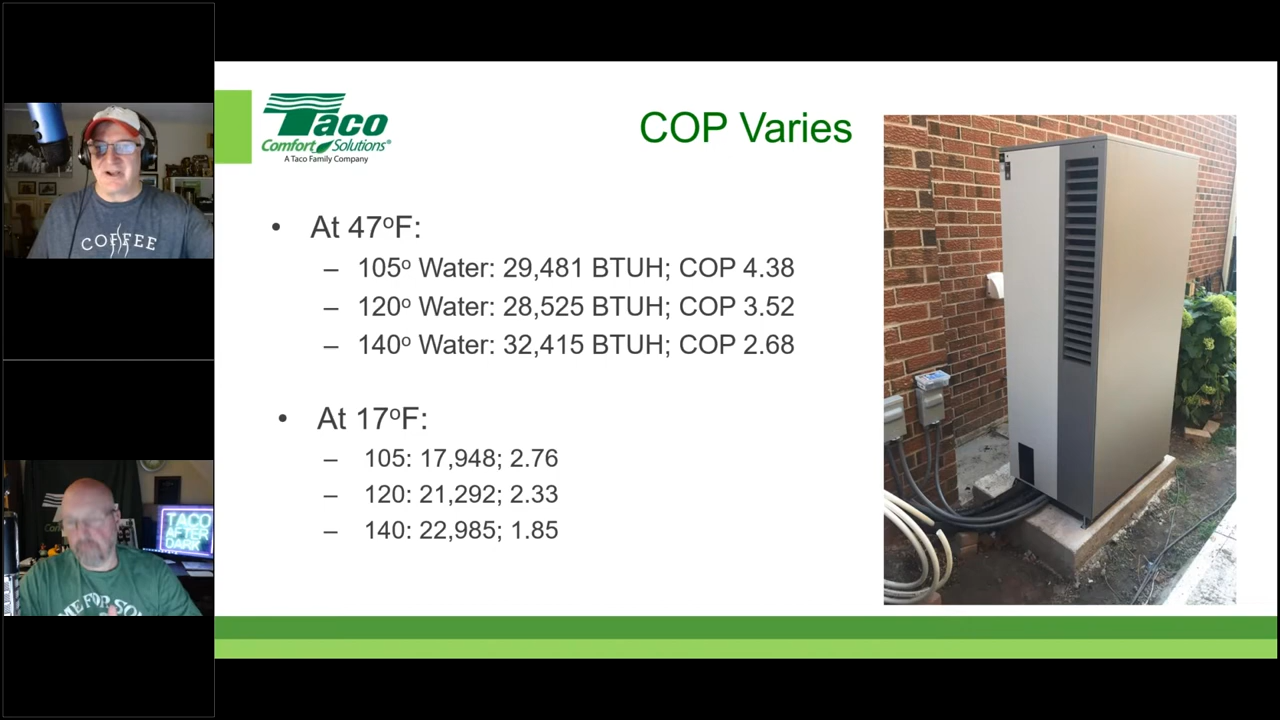 COFFEE
TACO
AFTER
DARK
Taco
Comfort Solutions®
A Taco Family Company
COP Varies
• At 47ºF:
– 105º Water: 29,481 BTUH; COP 4.38
– 120º Water: 28,525 BTUH; COP 3.52
– 140º Water: 32,415 BTUH; COP 2.68
• At 17ºF:
– 105: 17,948; 2.76
– 120: 21,292; 2.33
– 140: 22,985; 1.85